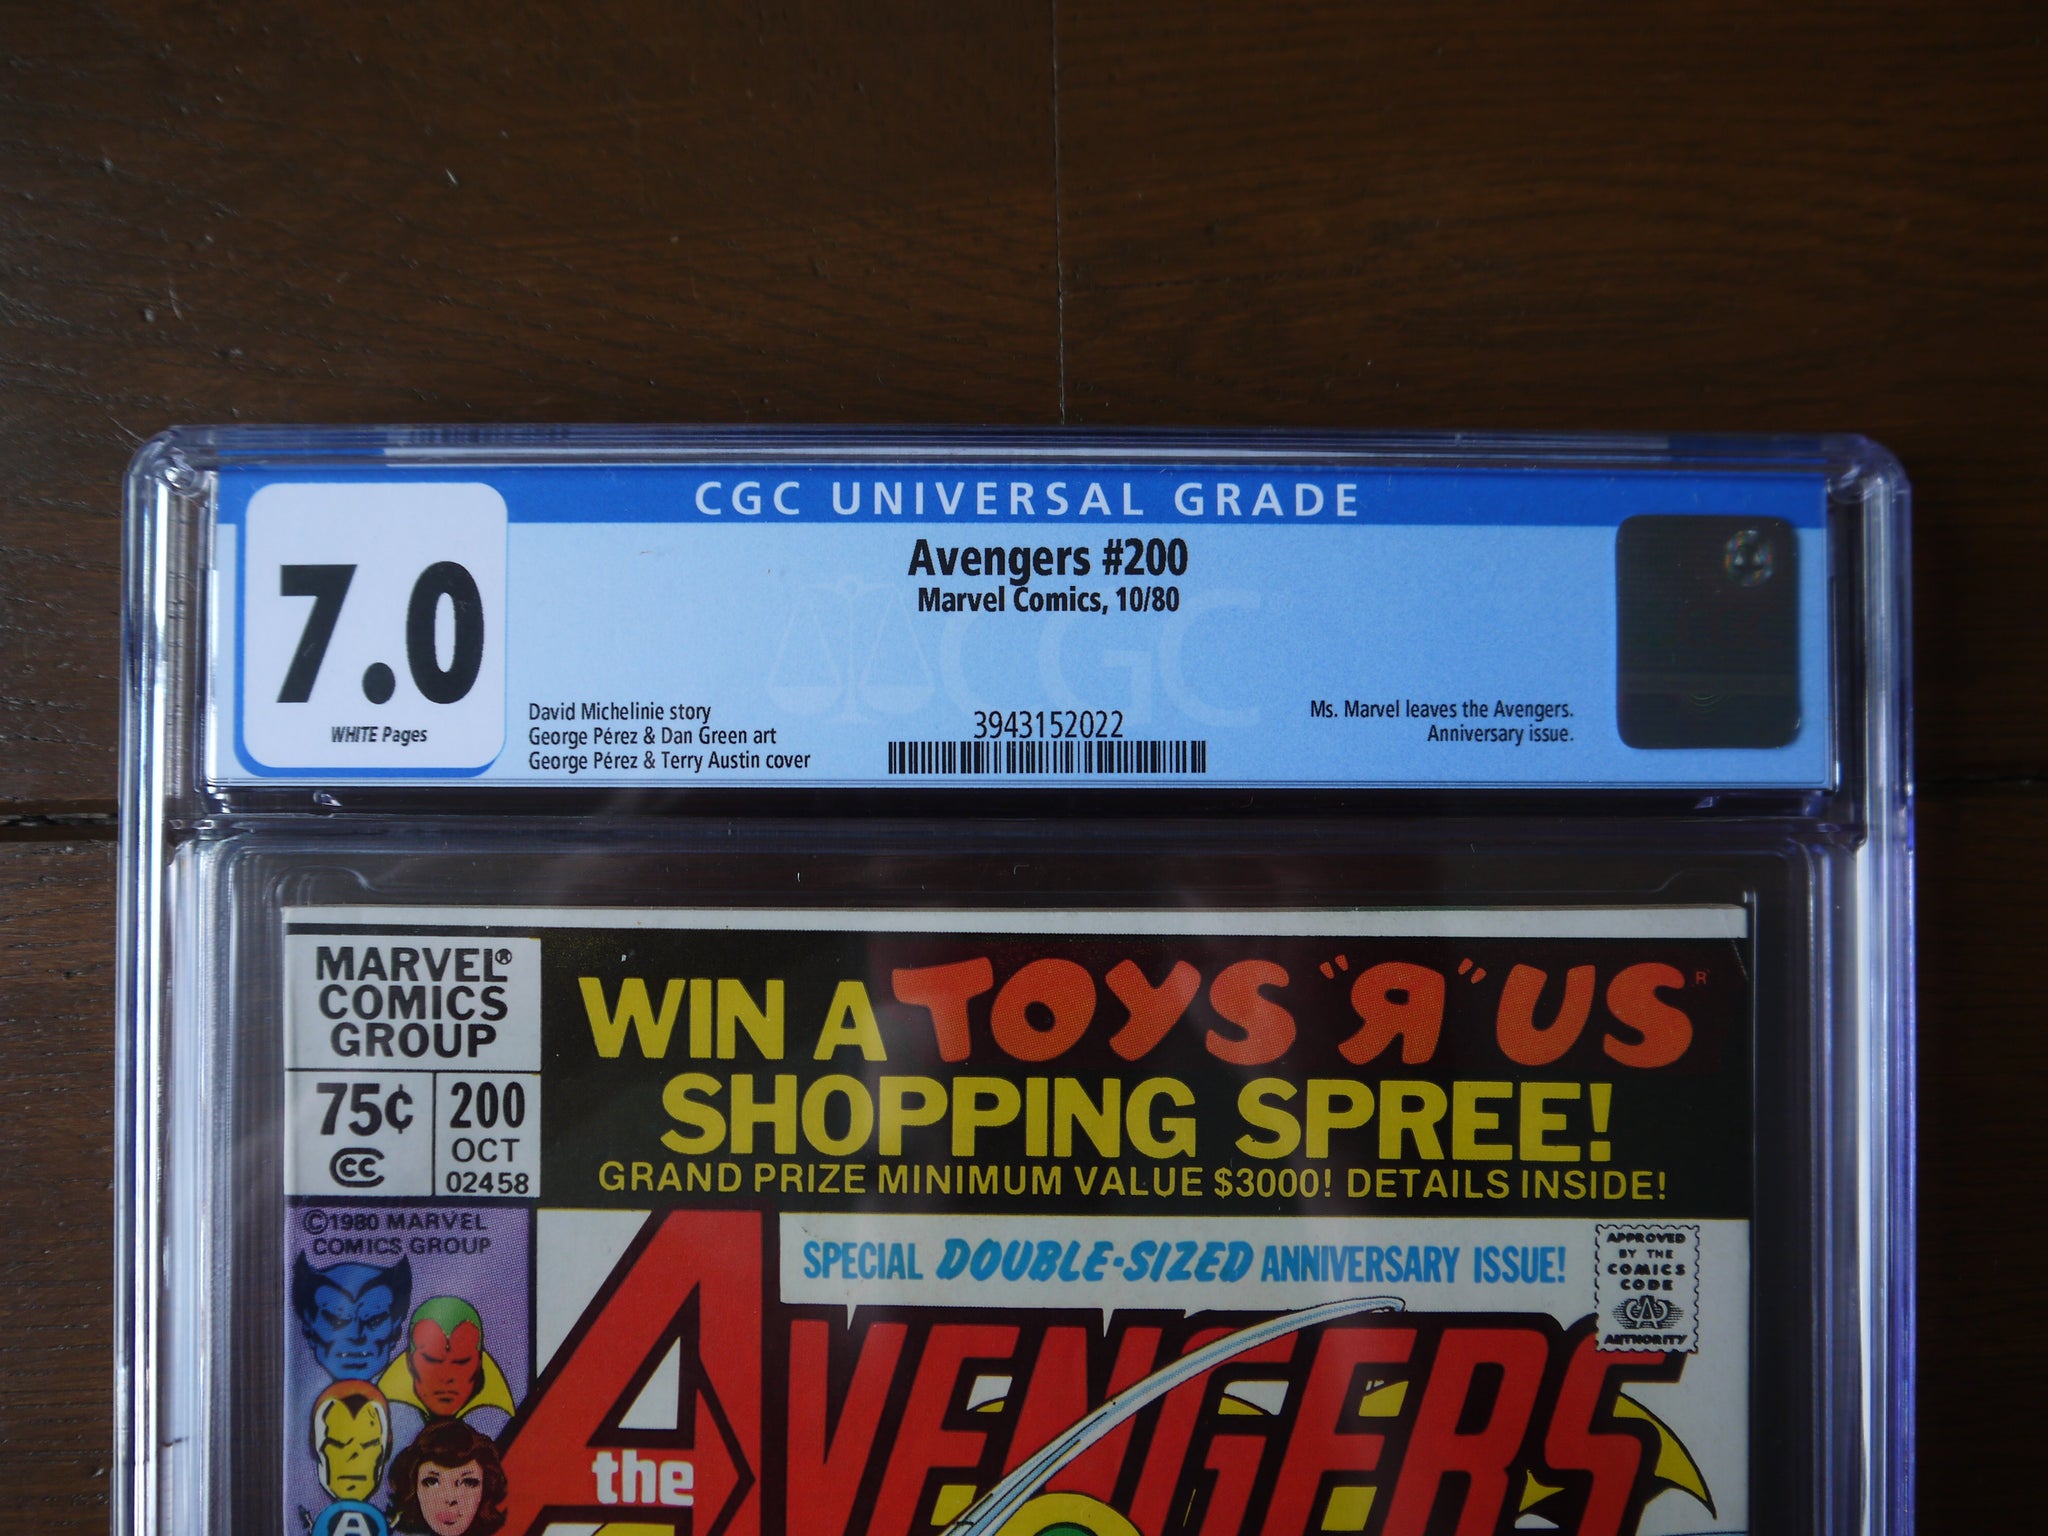 CGC UNIVERSAL GRADE
7.0
WHITE Pages
Avengers #200
Marvel Comics, 10/80
CGC
David Michelinie story
George Pérez & Dan Green art
George Pérez & Terry Austin cover
3943152022
Ms. Marvel leaves the Avengers.
Anniversary issue.
MARVEL®
COMICS
GROUP
75¢
CC
200
OCT
02458
WIN A TOYS "Я" US®
SHOPPING SPREE!
GRAND PRIZE MINIMUM VALUE $3000! DETAILS INSIDE!
©1980 MARVEL
COMICS GROUP
SPECIAL DOUBLE-SIZED ANNIVERSARY ISSUE!
APPROVED
BY THE
COMICS
CODE
CA
AUTHORITY
the
AVENGERS
A